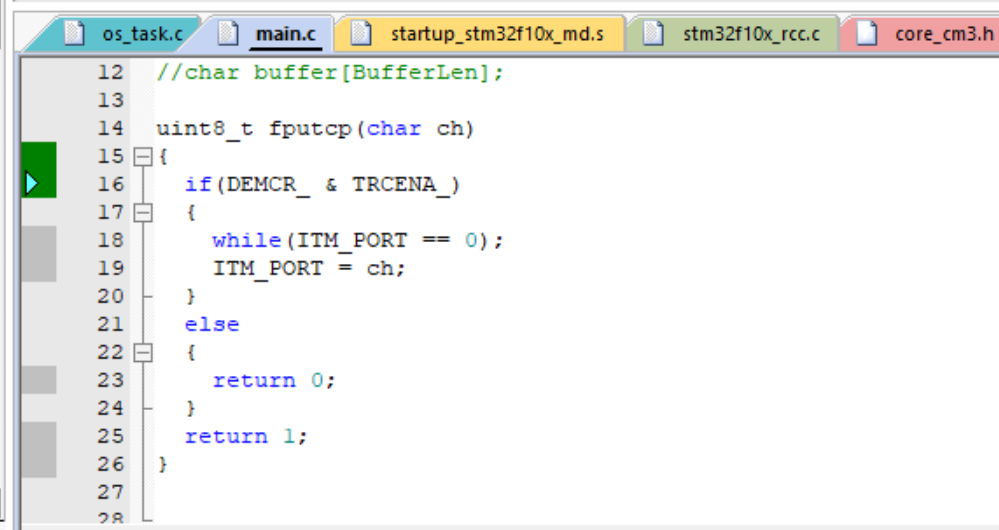 os_task.c main.c startup_stm32f10x_md.s stm32f10x_rcc.c core_cm3.h
12 //char buffer[BufferLen];
13
14 uint8_t fputcp(char ch)
15 {
16 if(DEMCR_ & TRCENA_)
17 {
18 while(ITM_PORT == 0);
19 ITM_PORT = ch;
20 }
21 else
22 {
23 return 0;
24 }
25 return 1;
26 }
27
28